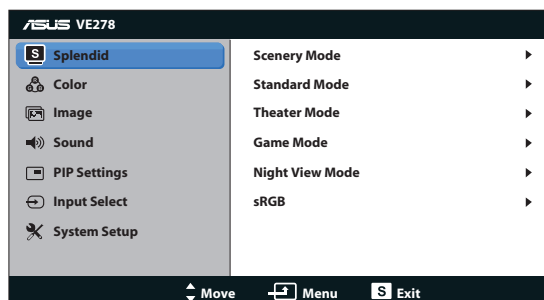 ASUS VE278
S Splendid
Color
Image
Sound
PIP Settings
Input Select
System Setup
Scenery Mode
Standard Mode
Theater Mode
Game Mode
Night View Mode
sRGB
Move Menu S Exit